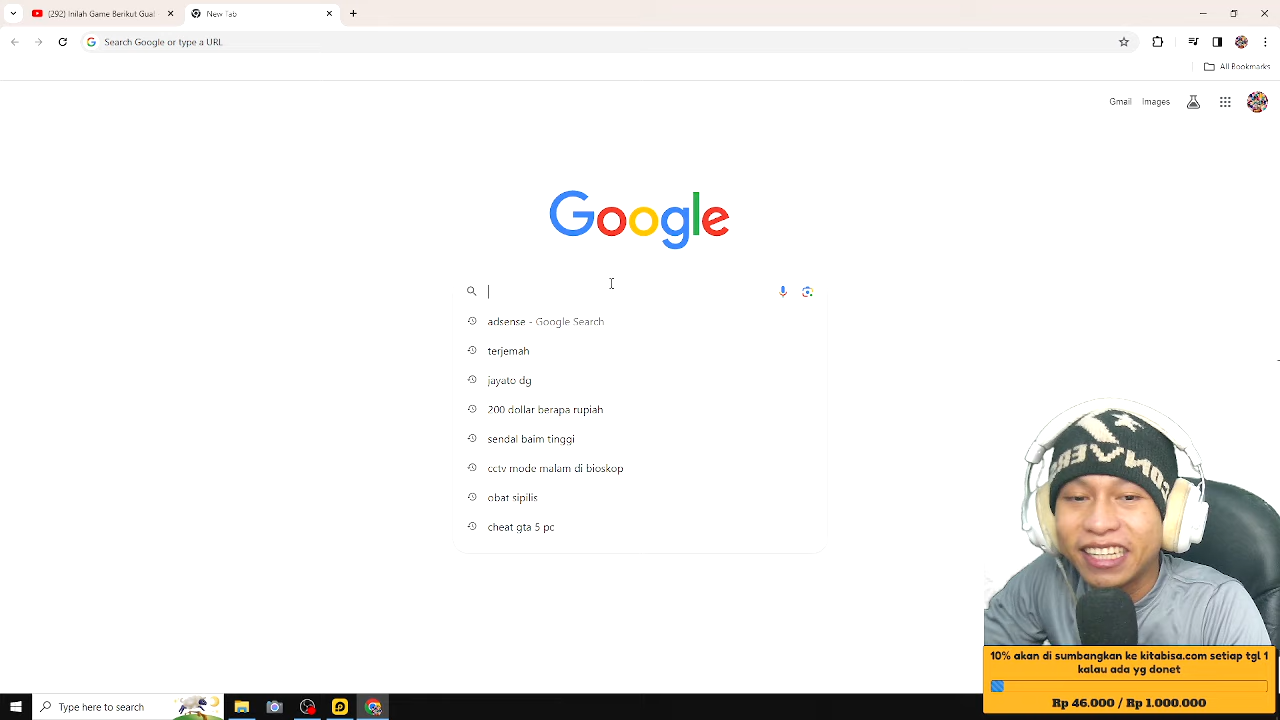 (292) Inilah Game Berikut Gual
New Tab
Search Google or type a URL
All Bookmarks
Gmail
Images
Google
adsense - Google Search
terjemah
jayato dg
200 dollar berapa rupiah
sendal baim tinggi
cctv mode malam di bioskop
obat sipilis
cheat gta 5 pc
CONVERS
10% akan di sumbangkan ke kitabisa.com setiap tgl 1
kalau ada yg donet
Rp 46.000 / Rp 1.000.000
Type here to search